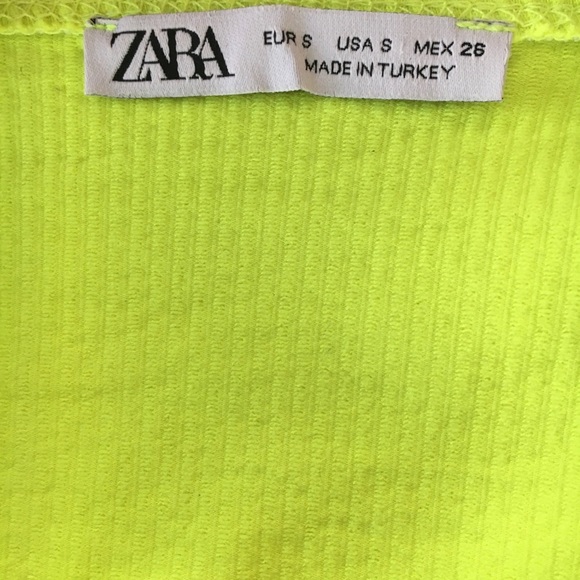 ZARA EUR S USA S MEX 26
MADE IN TURKEY